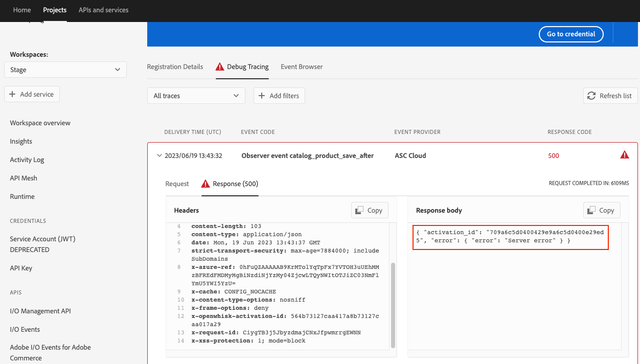 Home Projects APIs and services
Go to credential
Workspaces:
Stage
Add service
Workspace overview
Insights
Activity Log
API Mesh
Runtime
CREDENTIALS
Service Account (JWT)
DEPRECATED
API Key
APIS
I/O Management API
I/O Events
Adobe I/O Events for Adobe
Commerce
Registration Details Debug Tracing Event Browser
All traces Add filters Refresh list
DELIVERY TIME (UTC) EVENT CODE EVENT PROVIDER RESPONSE CODE
2023/06/19 13:43:32 Observer event catalog_product_save_after ASC Cloud 500
Request Response (500) REQUEST COMPLETED IN: 6109MS
Headers Copy
4 content-length: 103
5 content-type: application/json
6 date: Mon, 19 Jun 2023 13:43:37 GMT
7 strict-transport-security: max-age=7884000; include
SubDomains
8 x-azure-ref:
9 x-cache: CONFIG_NOCACHE
10 x-content-type-options: nosniff
11 x-frame-options: deny
12 x-openwhisk-activation-id: 564b73127caa417a8b73127c
aa017a29
13 x-request-id:
14 x-xss-protection: 1; mode=block
Response body Copy
{ "activation_id": "709a6c5d0400429e9a6c5d0400e29ed
5", "error": { "error": "Server error" } }